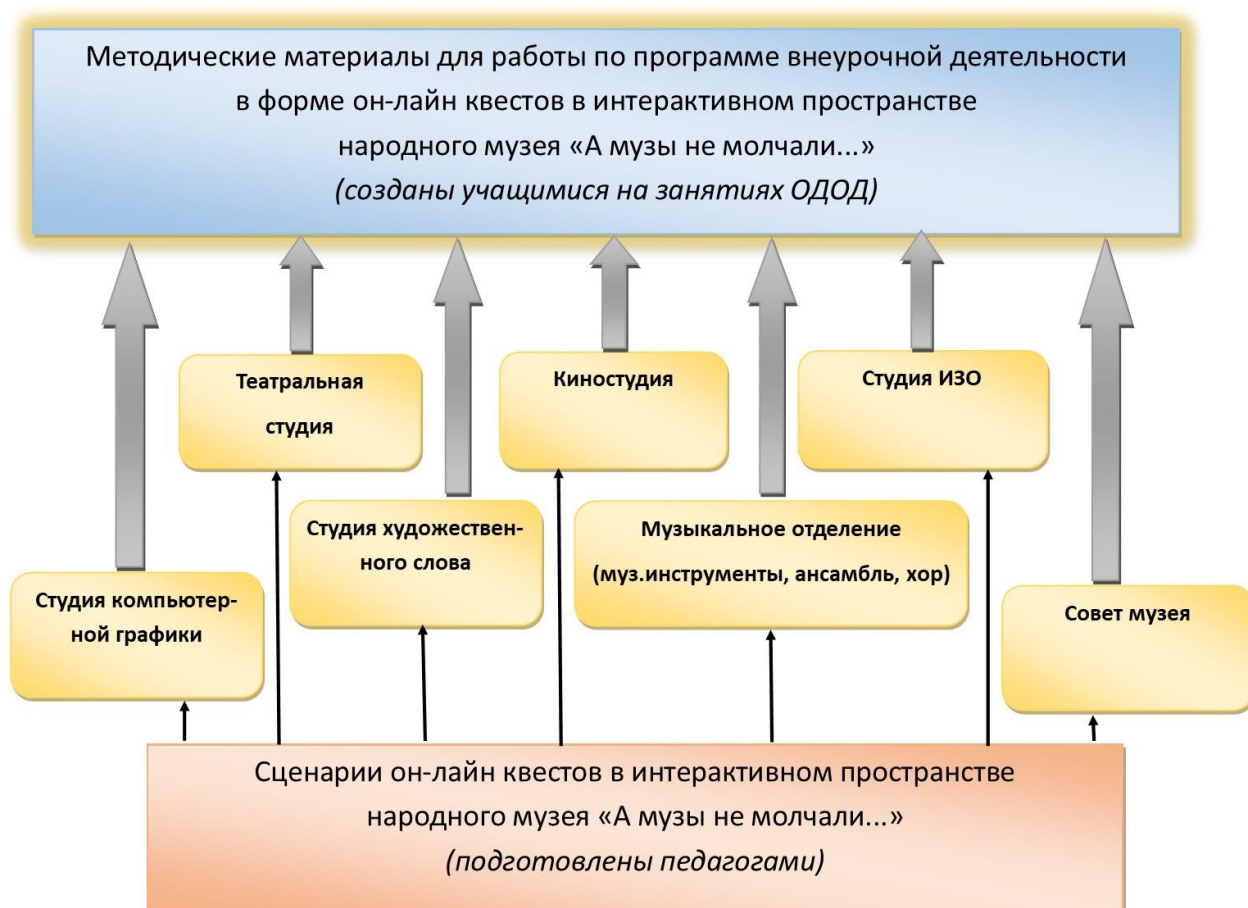 Методические материалы для работы по программе внеурочной деятельности
в форме он-лайн квестов в интерактивном пространстве
народного музея «А музы не молчали...»
(созданы учащимися на занятиях ОДОД)
Театральная
студия
Киностудия
Студия ИЗО
Студия художествен-
ного слова
Музыкальное отделение
(муз.инструменты, ансамбль, хор)
Студия компьютер-
ной графики
Совет музея
Сценарии он-лайн квестов в интерактивном пространстве
народного музея «А музы не молчали...»
(подготовлены педагогами)